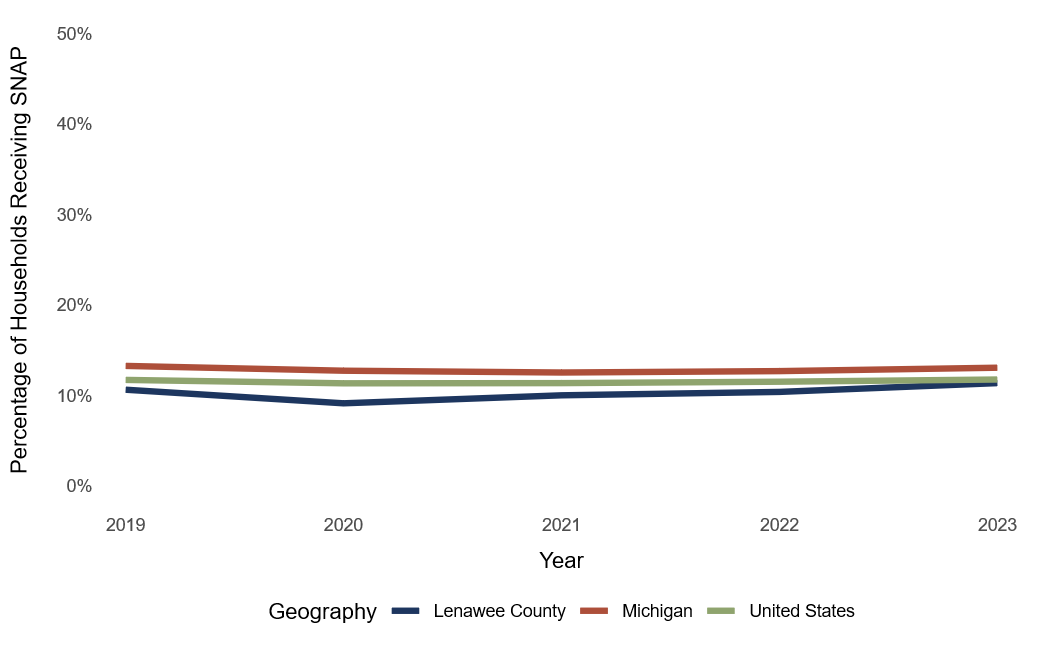 Percentage of Households Receiving SNAP
50%
40%
30%
20%
10%
0%
2019 2020 2021 2022 2023
Year
Geography Lenawee County Michigan United States